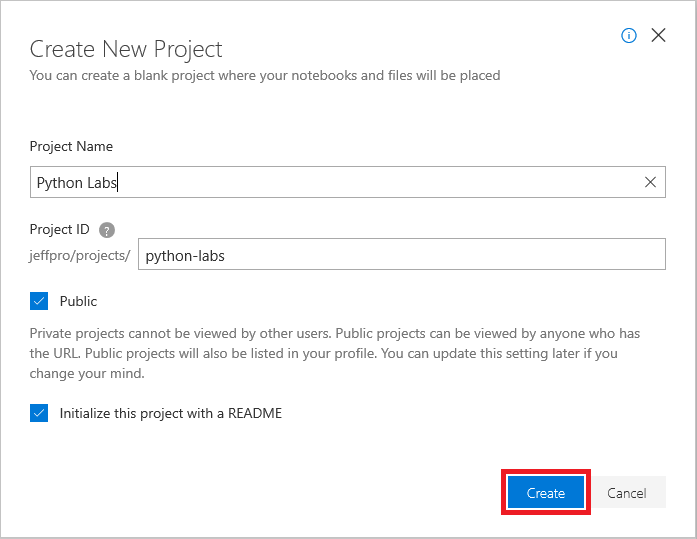 Create New Project
You can create a blank project where your notebooks and files will be placed
Project Name
Python Labs
Project ID ?
jeffpro/projects/ python-labs
Public
Private projects cannot be viewed by other users. Public projects can be viewed by anyone who has
the URL. Public projects will also be listed in your profile. You can update this setting later if you
change your mind.
Initialize this project with a README
Create Cancel